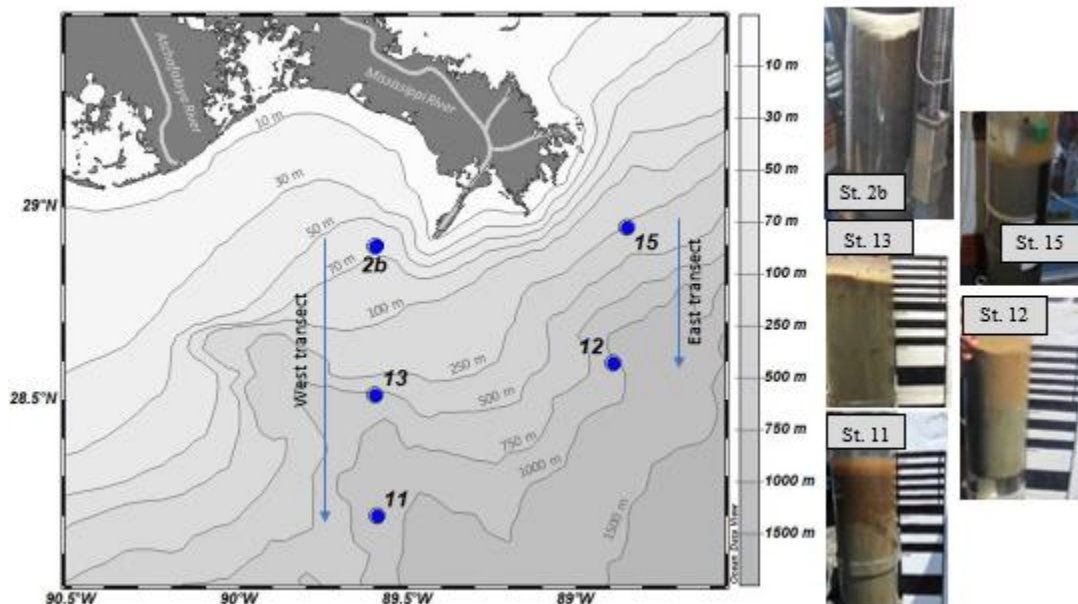 Atchafalaya River
Mississippi River
10 m
30 m
50 m
70 m
100 m
250 m
500 m
750 m
1000 m
1500 m
West transect
East transect
2b
15
12
13
11
29°N
28.5°N
90.5°W
90°W
89.5°W
89°W
10 m
30 m
50 m
70 m
100 m
250 m
500 m
750 m
1000 m
1500 m
Ocean Data View
St. 2b
St. 15
St. 13
St. 12
St. 11